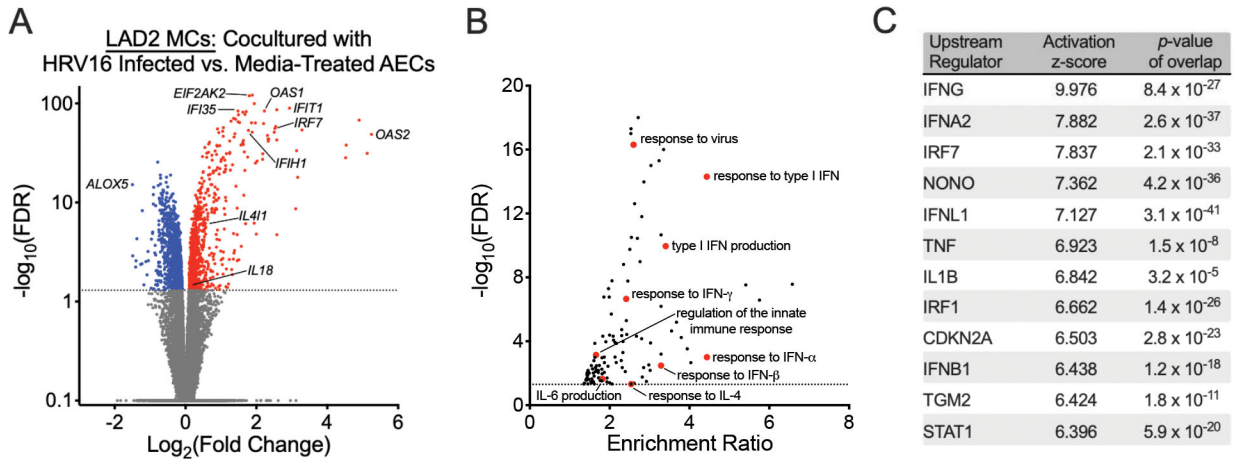 A
LAD2 MCs: Cocultured with
HRV16 Infected vs. Media-Treated AECs
-log10(FDR)
100
10
1
0.1
EIF2AK2
OAS1
IFI35
IFIT1
IRF7
OAS2
IFIH1
ALOX5
IL4I1
IL18
-2
0
2
4
6
Log2(Fold Change)
B
-log10(FDR)
20
16
12
8
4
0
response to virus
response to type I IFN
type I IFN production
response to IFN-γ
regulation of the innate
immune response
response to IFN-α
response to IFN-β
IL-6 production
response to IL-4
0
2
4
6
8
Enrichment Ratio
C
Upstream Regulator Activation z-score p-value of overlap
IFNG 9.976 8.4 x 10-27
IFNA2 7.882 2.6 x 10-37
IRF7 7.837 2.1 x 10-33
NONO 7.362 4.2 x 10-36
IFNL1 7.127 3.1 x 10-41
TNF 6.923 1.5 x 10-8
IL1B 6.842 3.2 x 10-5
IRF1 6.662 1.4 x 10-26
CDKN2A 6.503 2.8 x 10-23
IFNB1 6.438 1.2 x 10-18
TGM2 6.424 1.8 x 10-11
STAT1 6.396 5.9 x 10-20